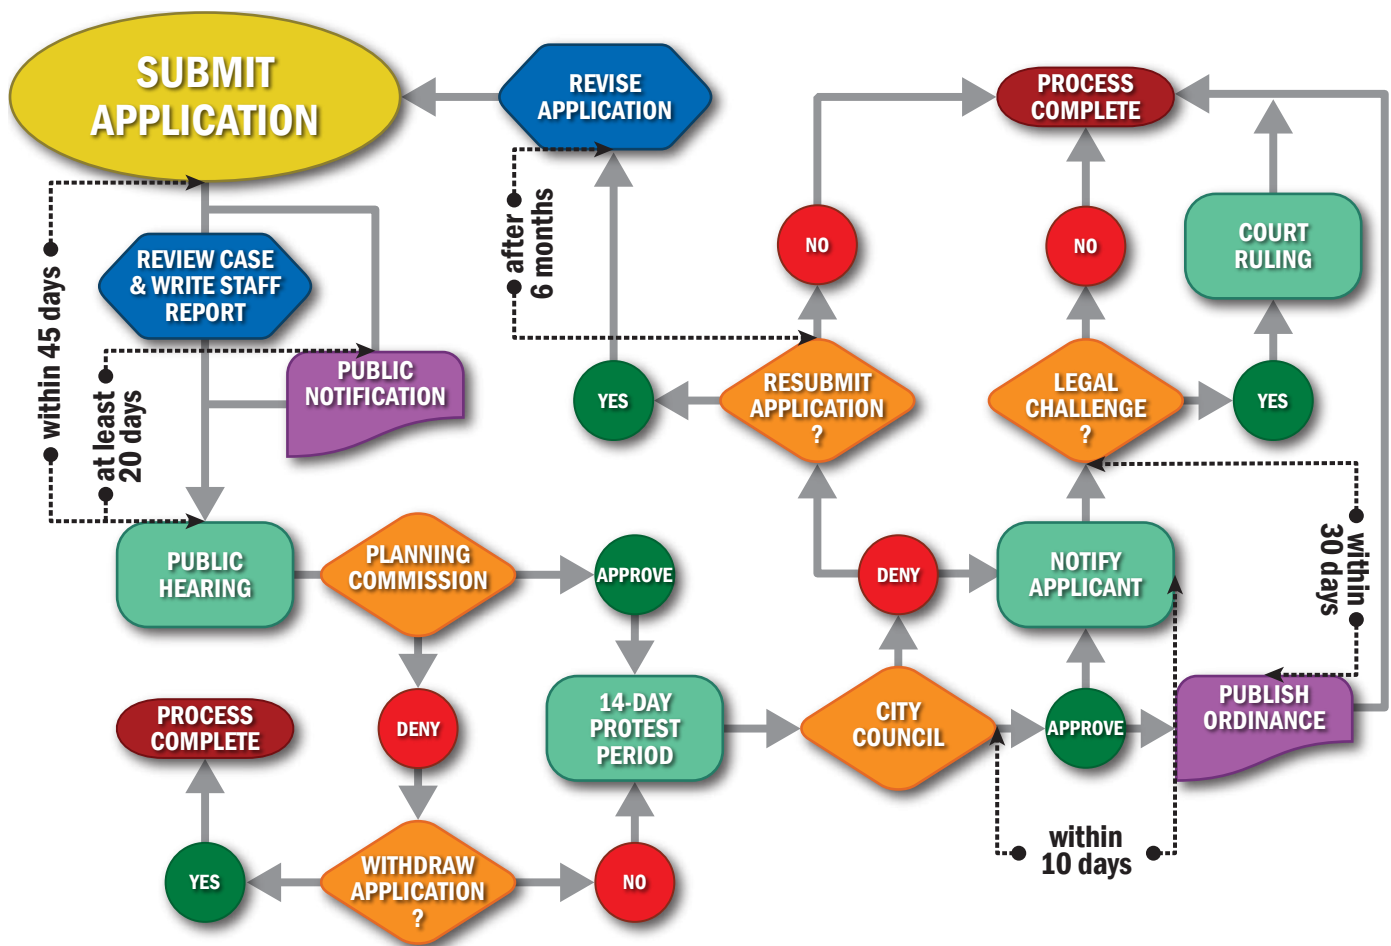 SUBMIT
APPLICATION
REVISE
APPLICATION
PROCESS
COMPLETE
after
6 months
NO
NO
COURT
RULING
REVIEW CASE
& WRITE STAFF
REPORT
within 45 days
at least
20 days
PUBLIC
NOTIFICATION
YES
RESUBMIT
APPLICATION
?
LEGAL
CHALLENGE
?
YES
within
30 days
PUBLIC
HEARING
PLANNING
COMMISSION
APPROVE
DENY
NOTIFY
APPLICANT
PROCESS
COMPLETE
DENY
14-DAY
PROTEST
PERIOD
CITY
COUNCIL
APPROVE
PUBLISH
ORDINANCE
within
10 days
YES
WITHDRAW
APPLICATION
?
NO